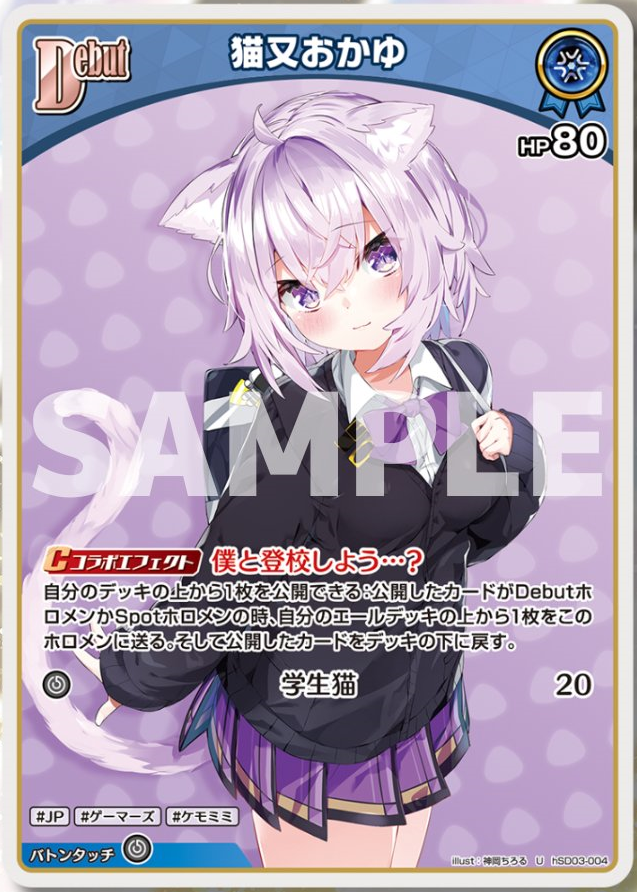 Debut
猫又おかゆ
HP80
SAMPLE
Cコラボエフェクト 僕と登校しよう…?
自分のデッキの上から1枚を公開できる:公開したカードがDebutホ
ロメンかSpotホロメンの時、自分のエールデッキの上から1枚をこの
ホロメンに送る。そして公開したカードをデッキの下に戻す。
学生猫 20
#JP #ゲーマーズ #ケモミミ
バトンタッチ
illust:神岡ちろる U hSD03-004